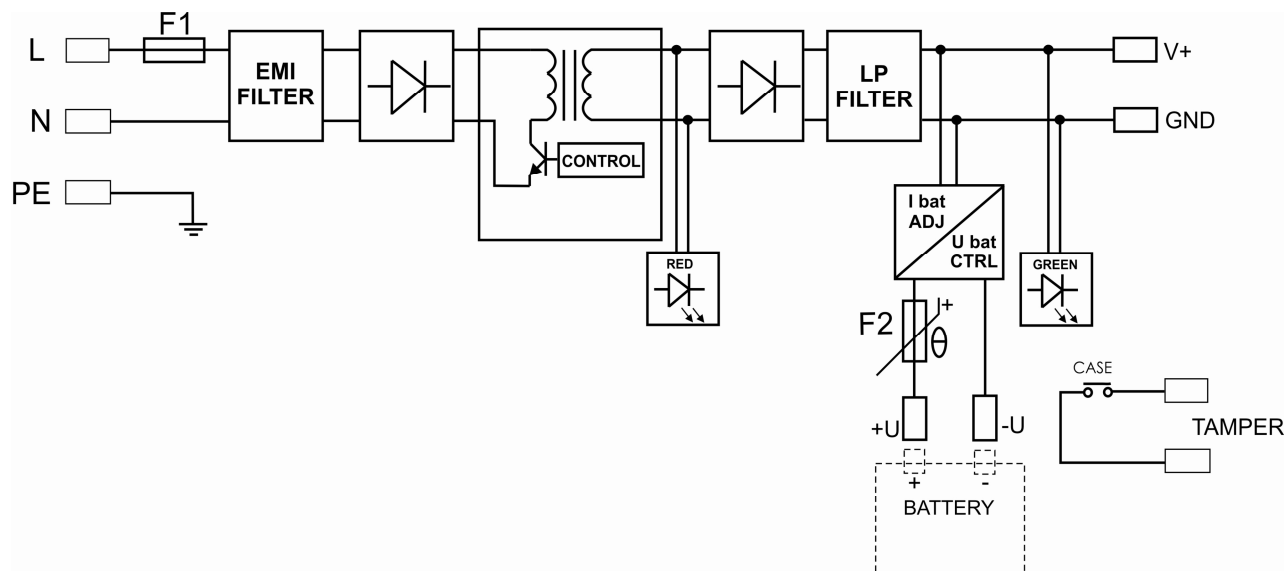 F1
L
EMI
FILTER
LP
FILTER
V+
N
CONTROL
GND
PE
I bat
ADJ
U bat
CTRL
RED
GREEN
F2
I+
θ
CASE
+U
-U
TAMPER
+
-
BATTERY